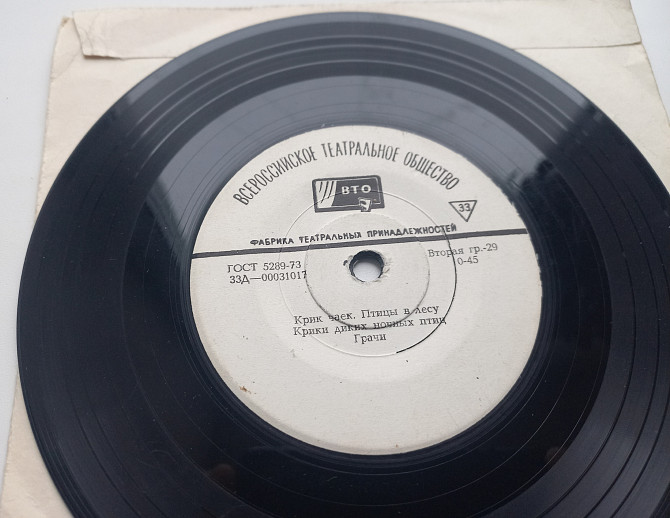 ВСЕРОССИЙСКОЕ ТЕАТРАЛЬНОЕ ОБЩЕСТВО
ВТО
33
ФАБРИКА ТЕАТРАЛЬНЫХ ПРИНАДЛЕЖНОСТЕЙ
ГОСТ 5289-73
Вторая гр.-29
33Д—00031017
0-45
Крик чаек. Птицы в лесу
Крики диких ночных птиц
Грачи